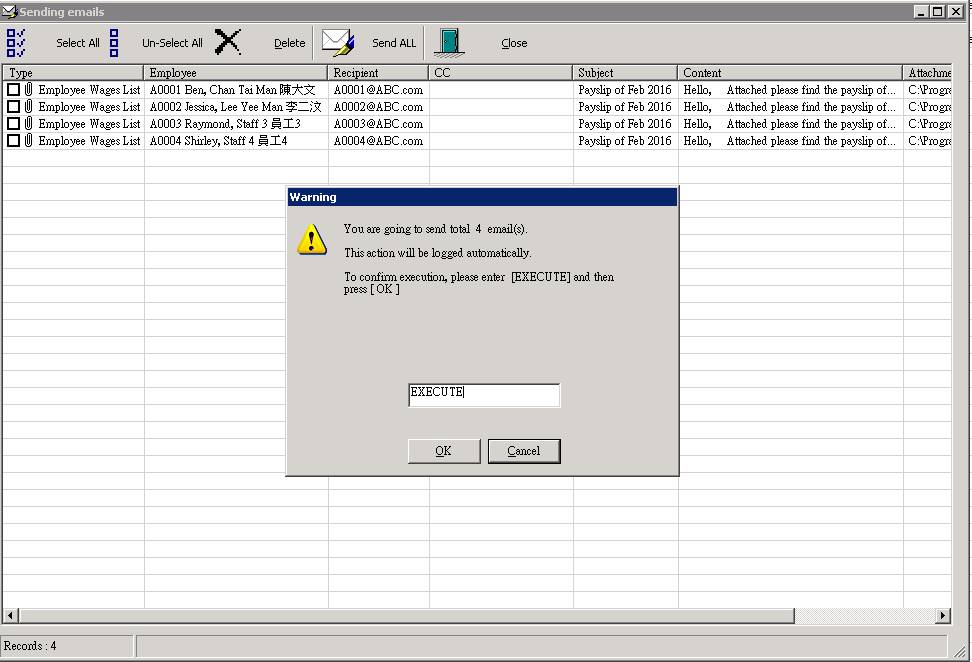 Sending emails
Select All Un-Select All Delete Send ALL Close
Type Employee Recipient CC Subject Content Attachme
Employee Wages List A0001 Ben, Chan Tai Man 陳大文 A0001@ABC.com Payslip of Feb 2016 Hello, Attached please find the payslip of... C:\Progra
Employee Wages List A0002 Jessica, Lee Yee Man 李二汶 A0002@ABC.com Payslip of Feb 2016 Hello, Attached please find the payslip of... C:\Progra
Employee Wages List A0003 Raymond, Staff 3 員工3 A0003@ABC.com Payslip of Feb 2016 Hello, Attached please find the payslip of... C:\Progra
Employee Wages List A0004 Shirley, Staff 4 員工4 A0004@ABC.com Payslip of Feb 2016 Hello, Attached please find the payslip of... C:\Progra
Warning
You are going to send total 4 email(s).
This action will be logged automatically.
To confirm execution, please enter [EXECUTE] and then
press [ OK ]
EXECUTE
OK Cancel
Records : 4